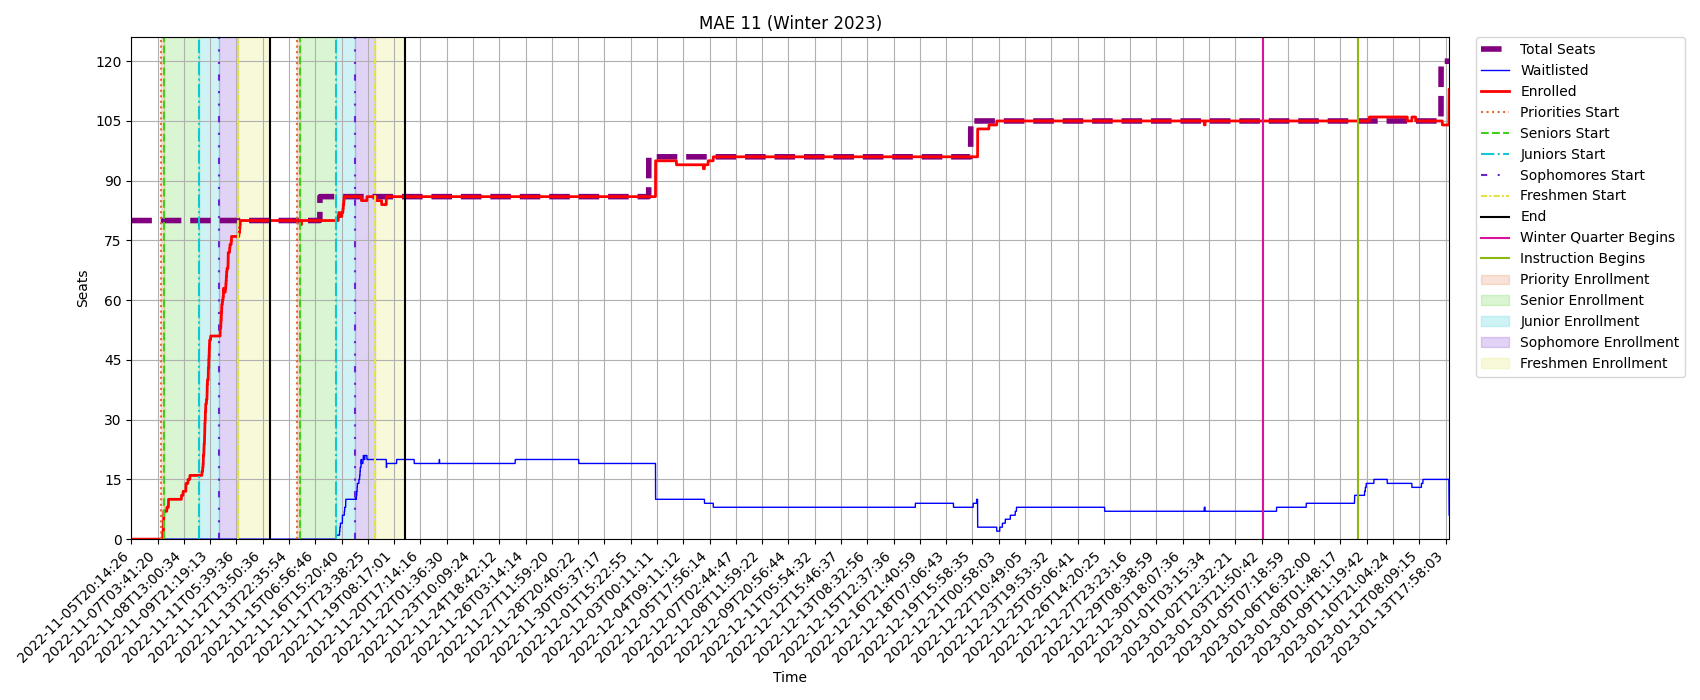 MAE 11 (Winter 2023)
120
105
90
75
60
45
30
15
0
Seats
2022-11-05T20:14:26
2022-11-07T03:41:20
2022-11-08T13:00:34
2022-11-09T21:19:13
2022-11-11T05:39:36
2022-11-12T13:50:36
2022-11-13T22:35:54
2022-11-15T06:56:46
2022-11-16T15:20:40
2022-11-17T23:38:25
2022-11-19T08:17:01
2022-11-20T17:14:16
2022-11-22T01:36:30
2022-11-23T10:09:24
2022-11-24T18:42:12
2022-11-26T03:14:14
2022-11-27T11:59:20
2022-11-28T20:40:22
2022-11-30T05:37:17
2022-12-01T15:22:55
2022-12-03T00:11:11
2022-12-04T09:11:12
2022-12-05T17:56:14
2022-12-07T02:44:47
2022-12-08T11:59:22
2022-12-09T20:56:44
2022-12-11T05:54:32
2022-12-12T15:46:37
2022-12-13T08:32:56
2022-12-15T12:37:36
2022-12-16T21:40:59
2022-12-18T07:06:43
2022-12-19T15:58:35
2022-12-21T00:58:03
2022-12-22T10:49:05
2022-12-23T19:53:32
2022-12-25T05:06:41
2022-12-26T14:20:25
2022-12-27T23:23:16
2022-12-29T08:38:59
2022-12-30T18:07:36
2023-01-01T03:15:34
2023-01-02T12:32:21
2023-01-03T21:50:42
2023-01-05T07:18:59
2023-01-06T16:32:00
2023-01-08T01:48:17
2023-01-09T11:19:42
2023-01-10T21:04:24
2023-01-12T08:09:15
2023-01-13T17:58:03
Time
Total Seats
Waitlisted
Enrolled
Priorities Start
Seniors Start
Juniors Start
Sophomores Start
Freshmen Start
End
Winter Quarter Begins
Instruction Begins
Priority Enrollment
Senior Enrollment
Junior Enrollment
Sophomore Enrollment
Freshmen Enrollment